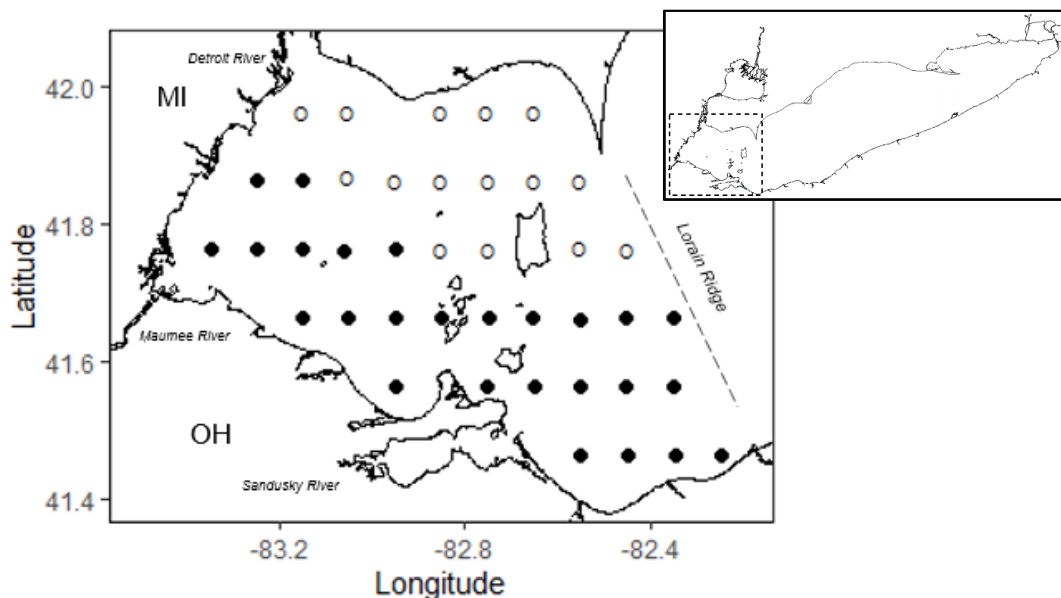 Detroit River
MI
42.0
41.8
Lorain Ridge
Latitude
Maumee River
41.6
OH
Sandusky River
41.4
-83.2
-82.8
-82.4
Longitude